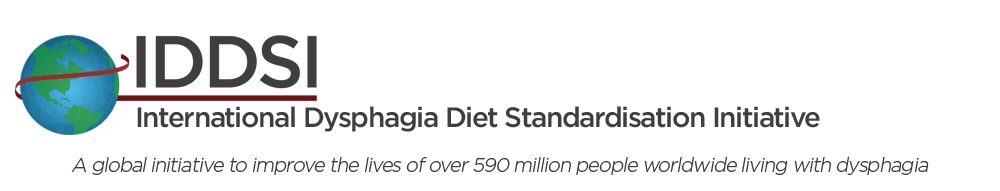 IDDSI
International Dysphagia Diet Standardisation Initiative
A global initiative to improve the lives of over 590 million people worldwide living with dysphagia